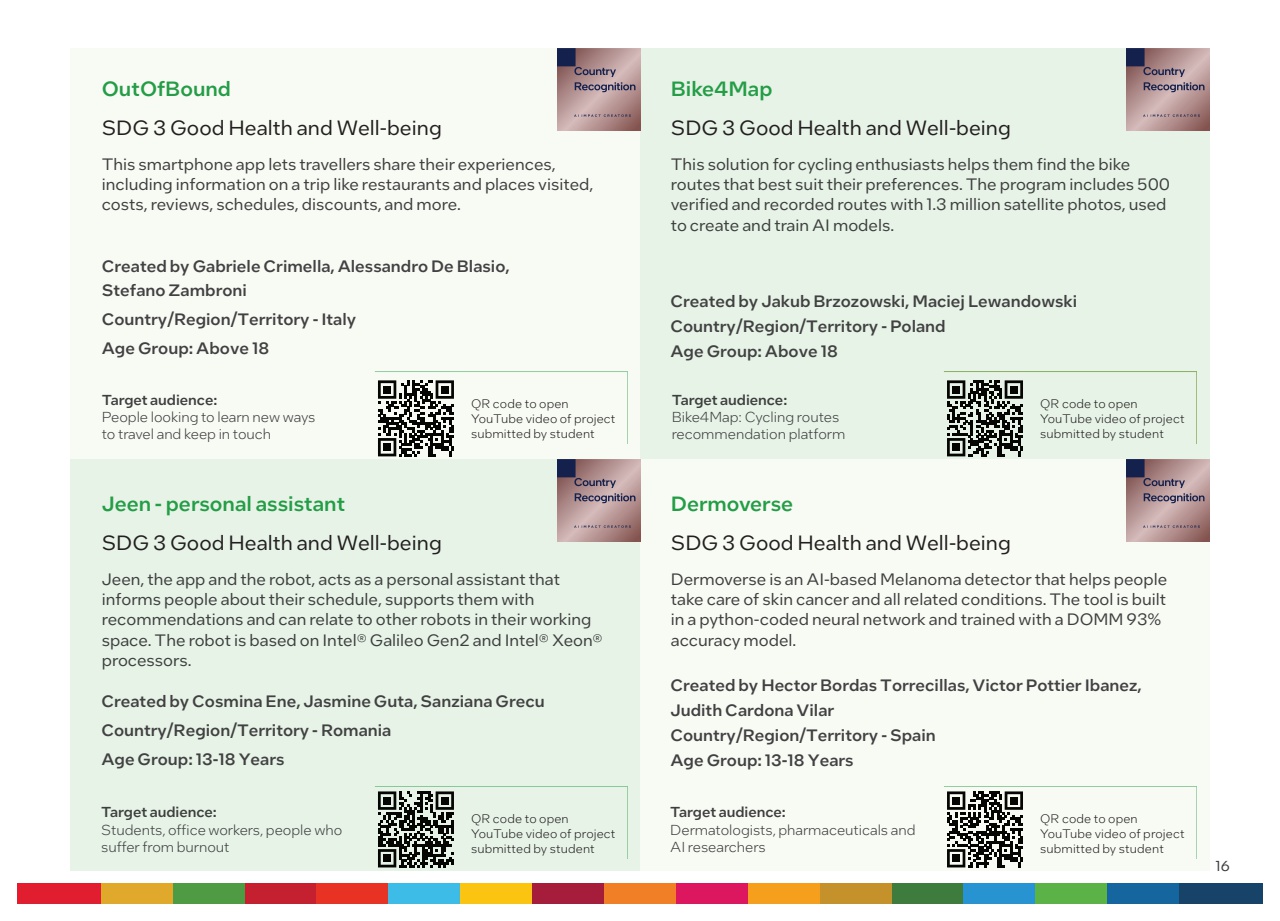 OutOfBound
Country
Recognition
AI IMPACT CREATORS
SDG 3 Good Health and Well-being
This smartphone app lets travellers share their experiences,
including information on a trip like restaurants and places visited,
costs, reviews, schedules, discounts, and more.
Created by Gabriele Crimella, Alessandro De Blasio,
Stefano Zambroni
Country/Region/Territory - Italy
Age Group: Above 18
Target audience:
People looking to learn new ways
to travel and keep in touch
QR code to open
YouTube video of project
submitted by student
Bike4Map
Country
Recognition
AI IMPACT CREATORS
SDG 3 Good Health and Well-being
This solution for cycling enthusiasts helps them find the bike
routes that best suit their preferences. The program includes 500
verified and recorded routes with 1.3 million satellite photos, used
to create and train AI models.
Created by Jakub Brzozowski, Maciej Lewandowski
Country/Region/Territory - Poland
Age Group: Above 18
Target audience:
Bike4Map: Cycling routes
recommendation platform
QR code to open
YouTube video of project
submitted by student
Jeen - personal assistant
Country
Recognition
AI IMPACT CREATORS
SDG 3 Good Health and Well-being
Jeen, the app and the robot, acts as a personal assistant that
informs people about their schedule, supports them with
recommendations and can relate to other robots in their working
space. The robot is based on Intel® Galileo Gen2 and Intel® Xeon®
processors.
Created by Cosmina Ene, Jasmine Guta, Sanziana Grecu
Country/Region/Territory - Romania
Age Group: 13-18 Years
Target audience:
Students, office workers, people who
suffer from burnout
QR code to open
YouTube video of project
submitted by student
Dermoverse
Country
Recognition
AI IMPACT CREATORS
SDG 3 Good Health and Well-being
Dermoverse is an AI-based Melanoma detector that helps people
take care of skin cancer and all related conditions. The tool is built
in a python-coded neural network and trained with a DOMM 93%
accuracy model.
Created by Hector Bordas Torrecillas, Victor Pottier Ibanez,
Judith Cardona Vilar
Country/Region/Territory - Spain
Age Group: 13-18 Years
Target audience:
Dermatologists, pharmaceuticals and
AI researchers
QR code to open
YouTube video of project
submitted by student
16